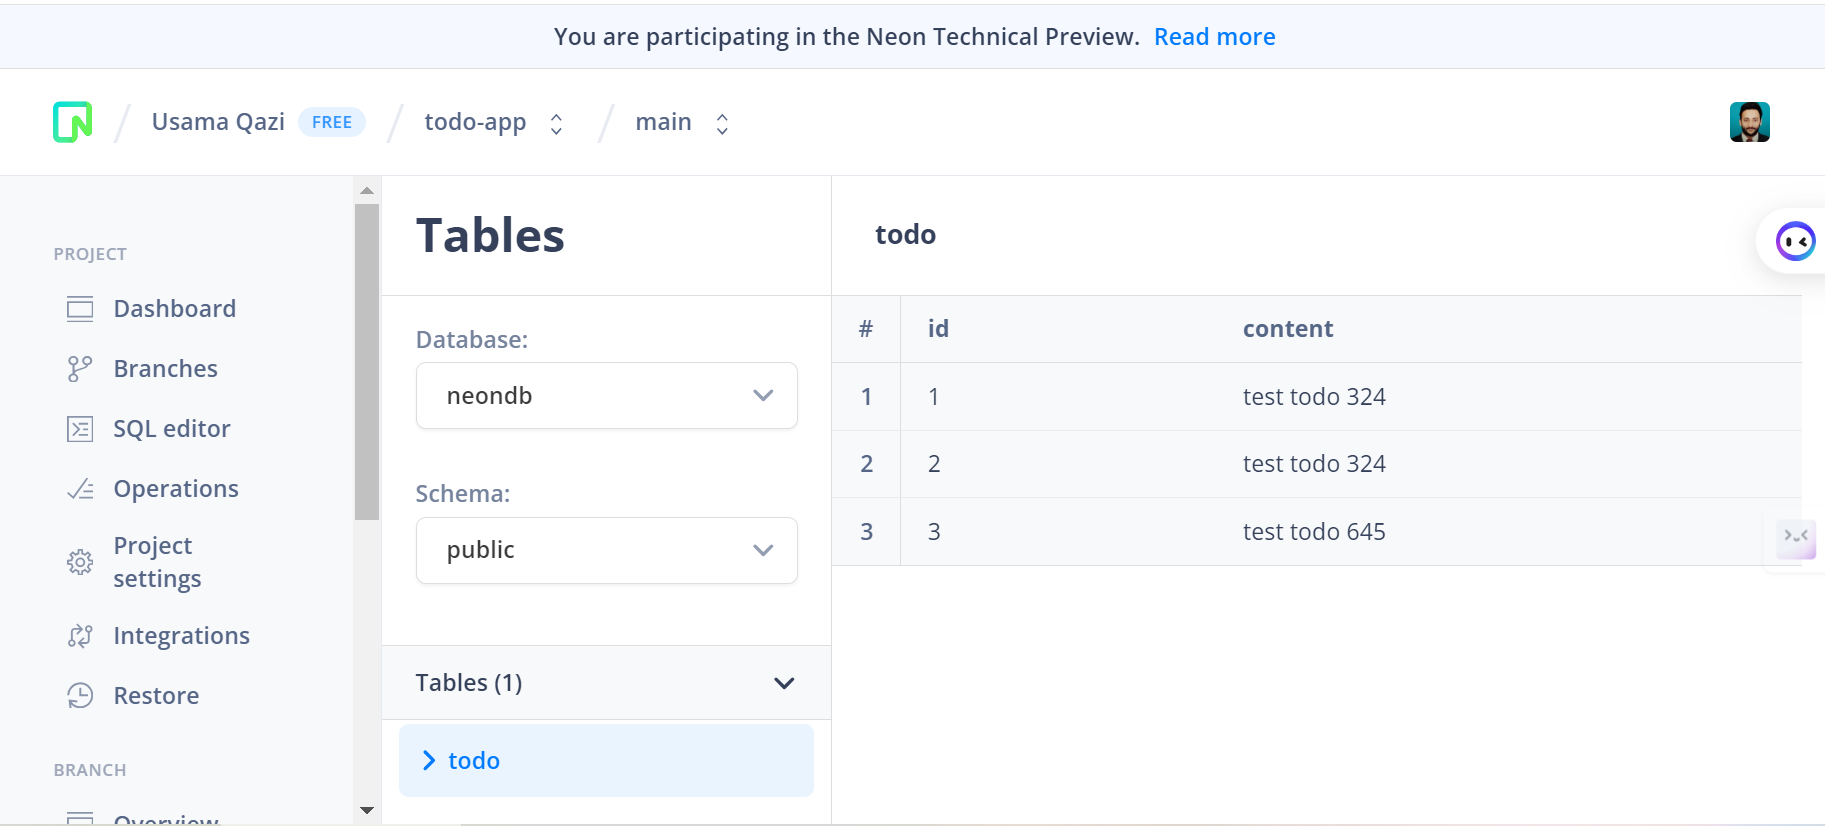 You are participating in the Neon Technical Preview. Read more
Usama Qazi FREE todo-app main
PROJECT
Dashboard
Branches
SQL editor
Operations
Project
settings
Integrations
Restore
BRANCH
Overview
Tables
Database:
neondb
Schema:
public
Tables (1)
todo
todo
# id content
1 1 test todo 324
2 2 test todo 324
3 3 test todo 645